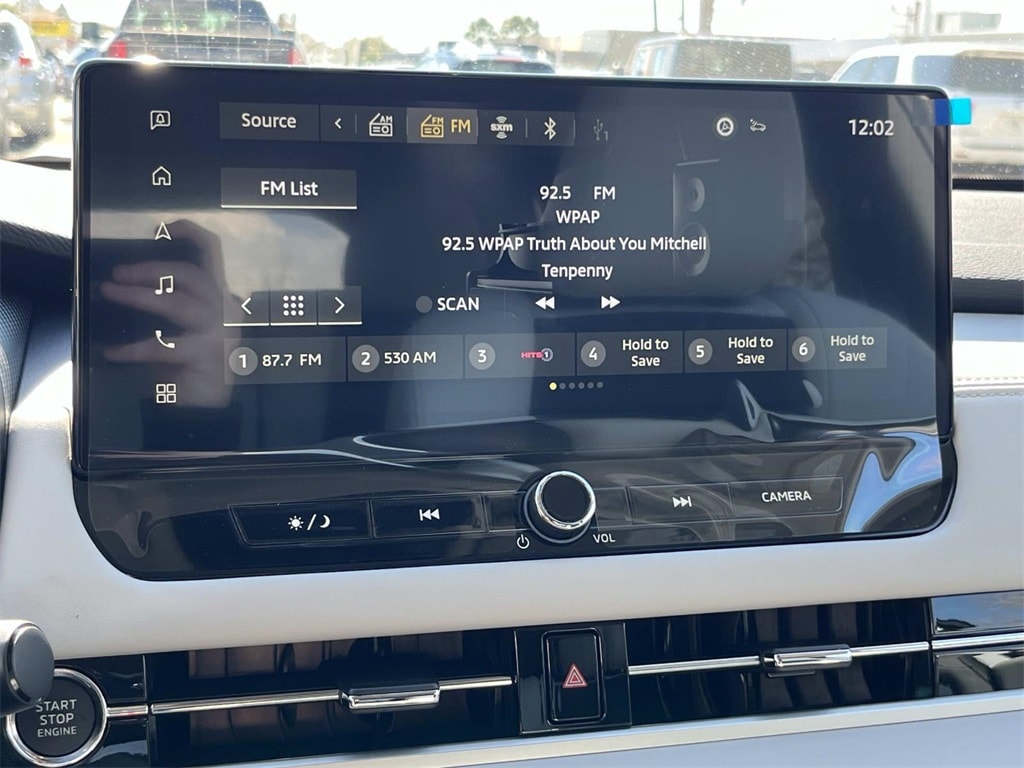 Source AM FM FM sxm 1 12:02
FM List
92.5 FM
WPAP
92.5 WPAP Truth About You Mitchell
Tenpenny
SCAN
1 87.7 FM 2 530 AM 3 HITS 1 4 Hold to Save 5 Hold to Save 6 Hold to Save
CAMERA
VOL
START
STOP
ENGINE